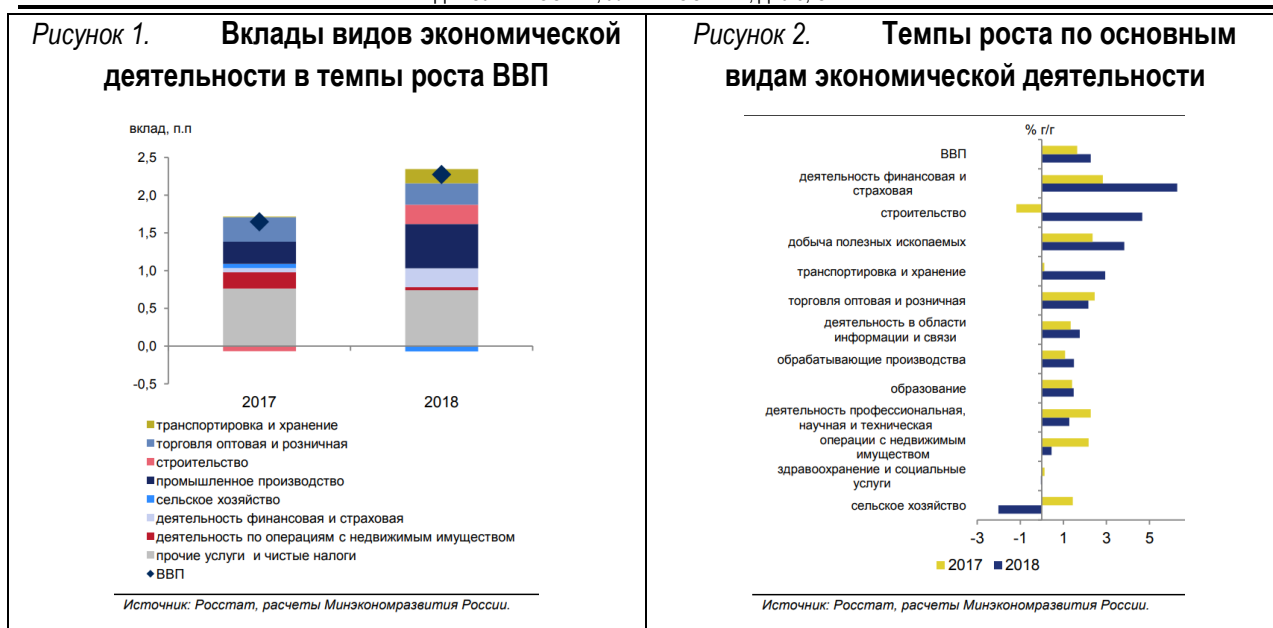 Рисунок 1. Вклады видов экономической
деятельности в темпы роста ВВП
вклад, п.п
2,5
2,0
1,5
1,0
0,5
0,0
-0,5
2017 2018
транспортировка и хранение
торговля оптовая и розничная
строительство
промышленное производство
сельское хозяйство
деятельность финансовая и страховая
деятельность по операциям с недвижимым имуществом
прочие услуги и чистые налоги
ВВП
Источник: Росстат, расчеты Минэкономразвития России.
Рисунок 2. Темпы роста по основным
видам экономической деятельности
% г/г
ВВП
деятельность финансовая и
страховая
строительство
добыча полезных ископаемых
транспортировка и хранение
торговля оптовая и розничная
деятельность в области
информации и связи
обрабатывающие производства
образование
деятельность профессиональная,
научная и техническая
операции с недвижимым
имуществом
здравоохранение и социальные
услуги
сельское хозяйство
-3 -1 1 3 5
2017 2018
Источник: Росстат, расчеты Минэкономразвития России.